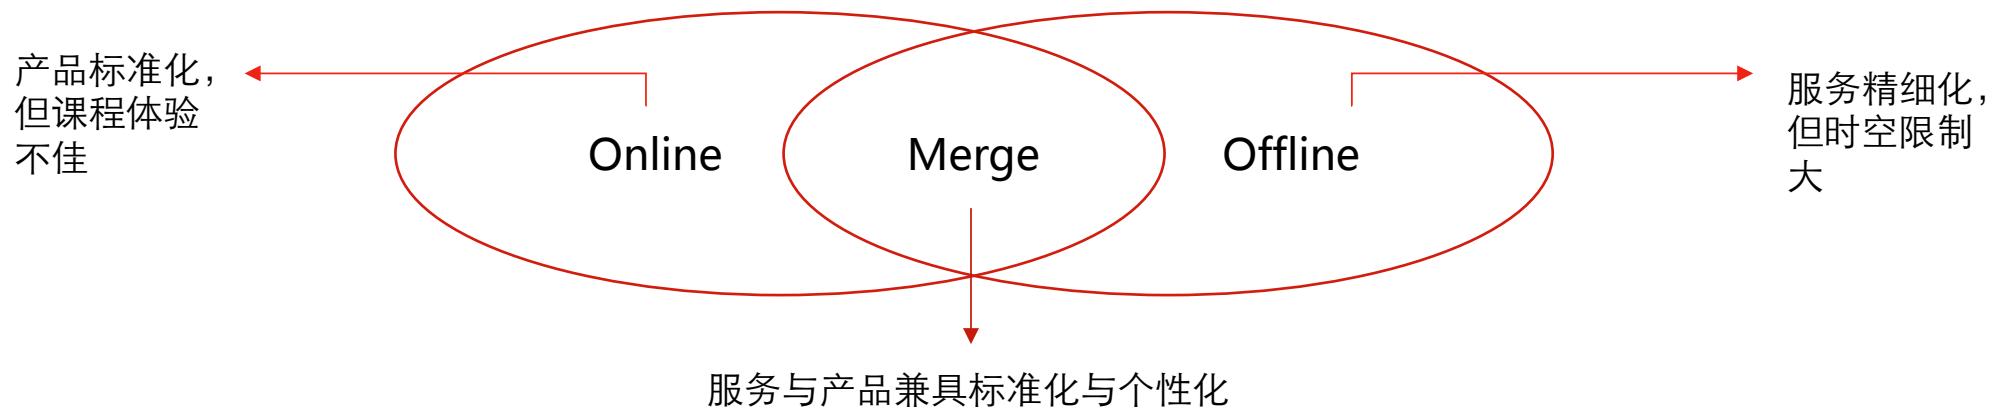 产品标准化，
但课程体验
不佳
Online
Merge
Offline
服务精细化，
但时空限制
大
服务与产品兼具标准化与个性化